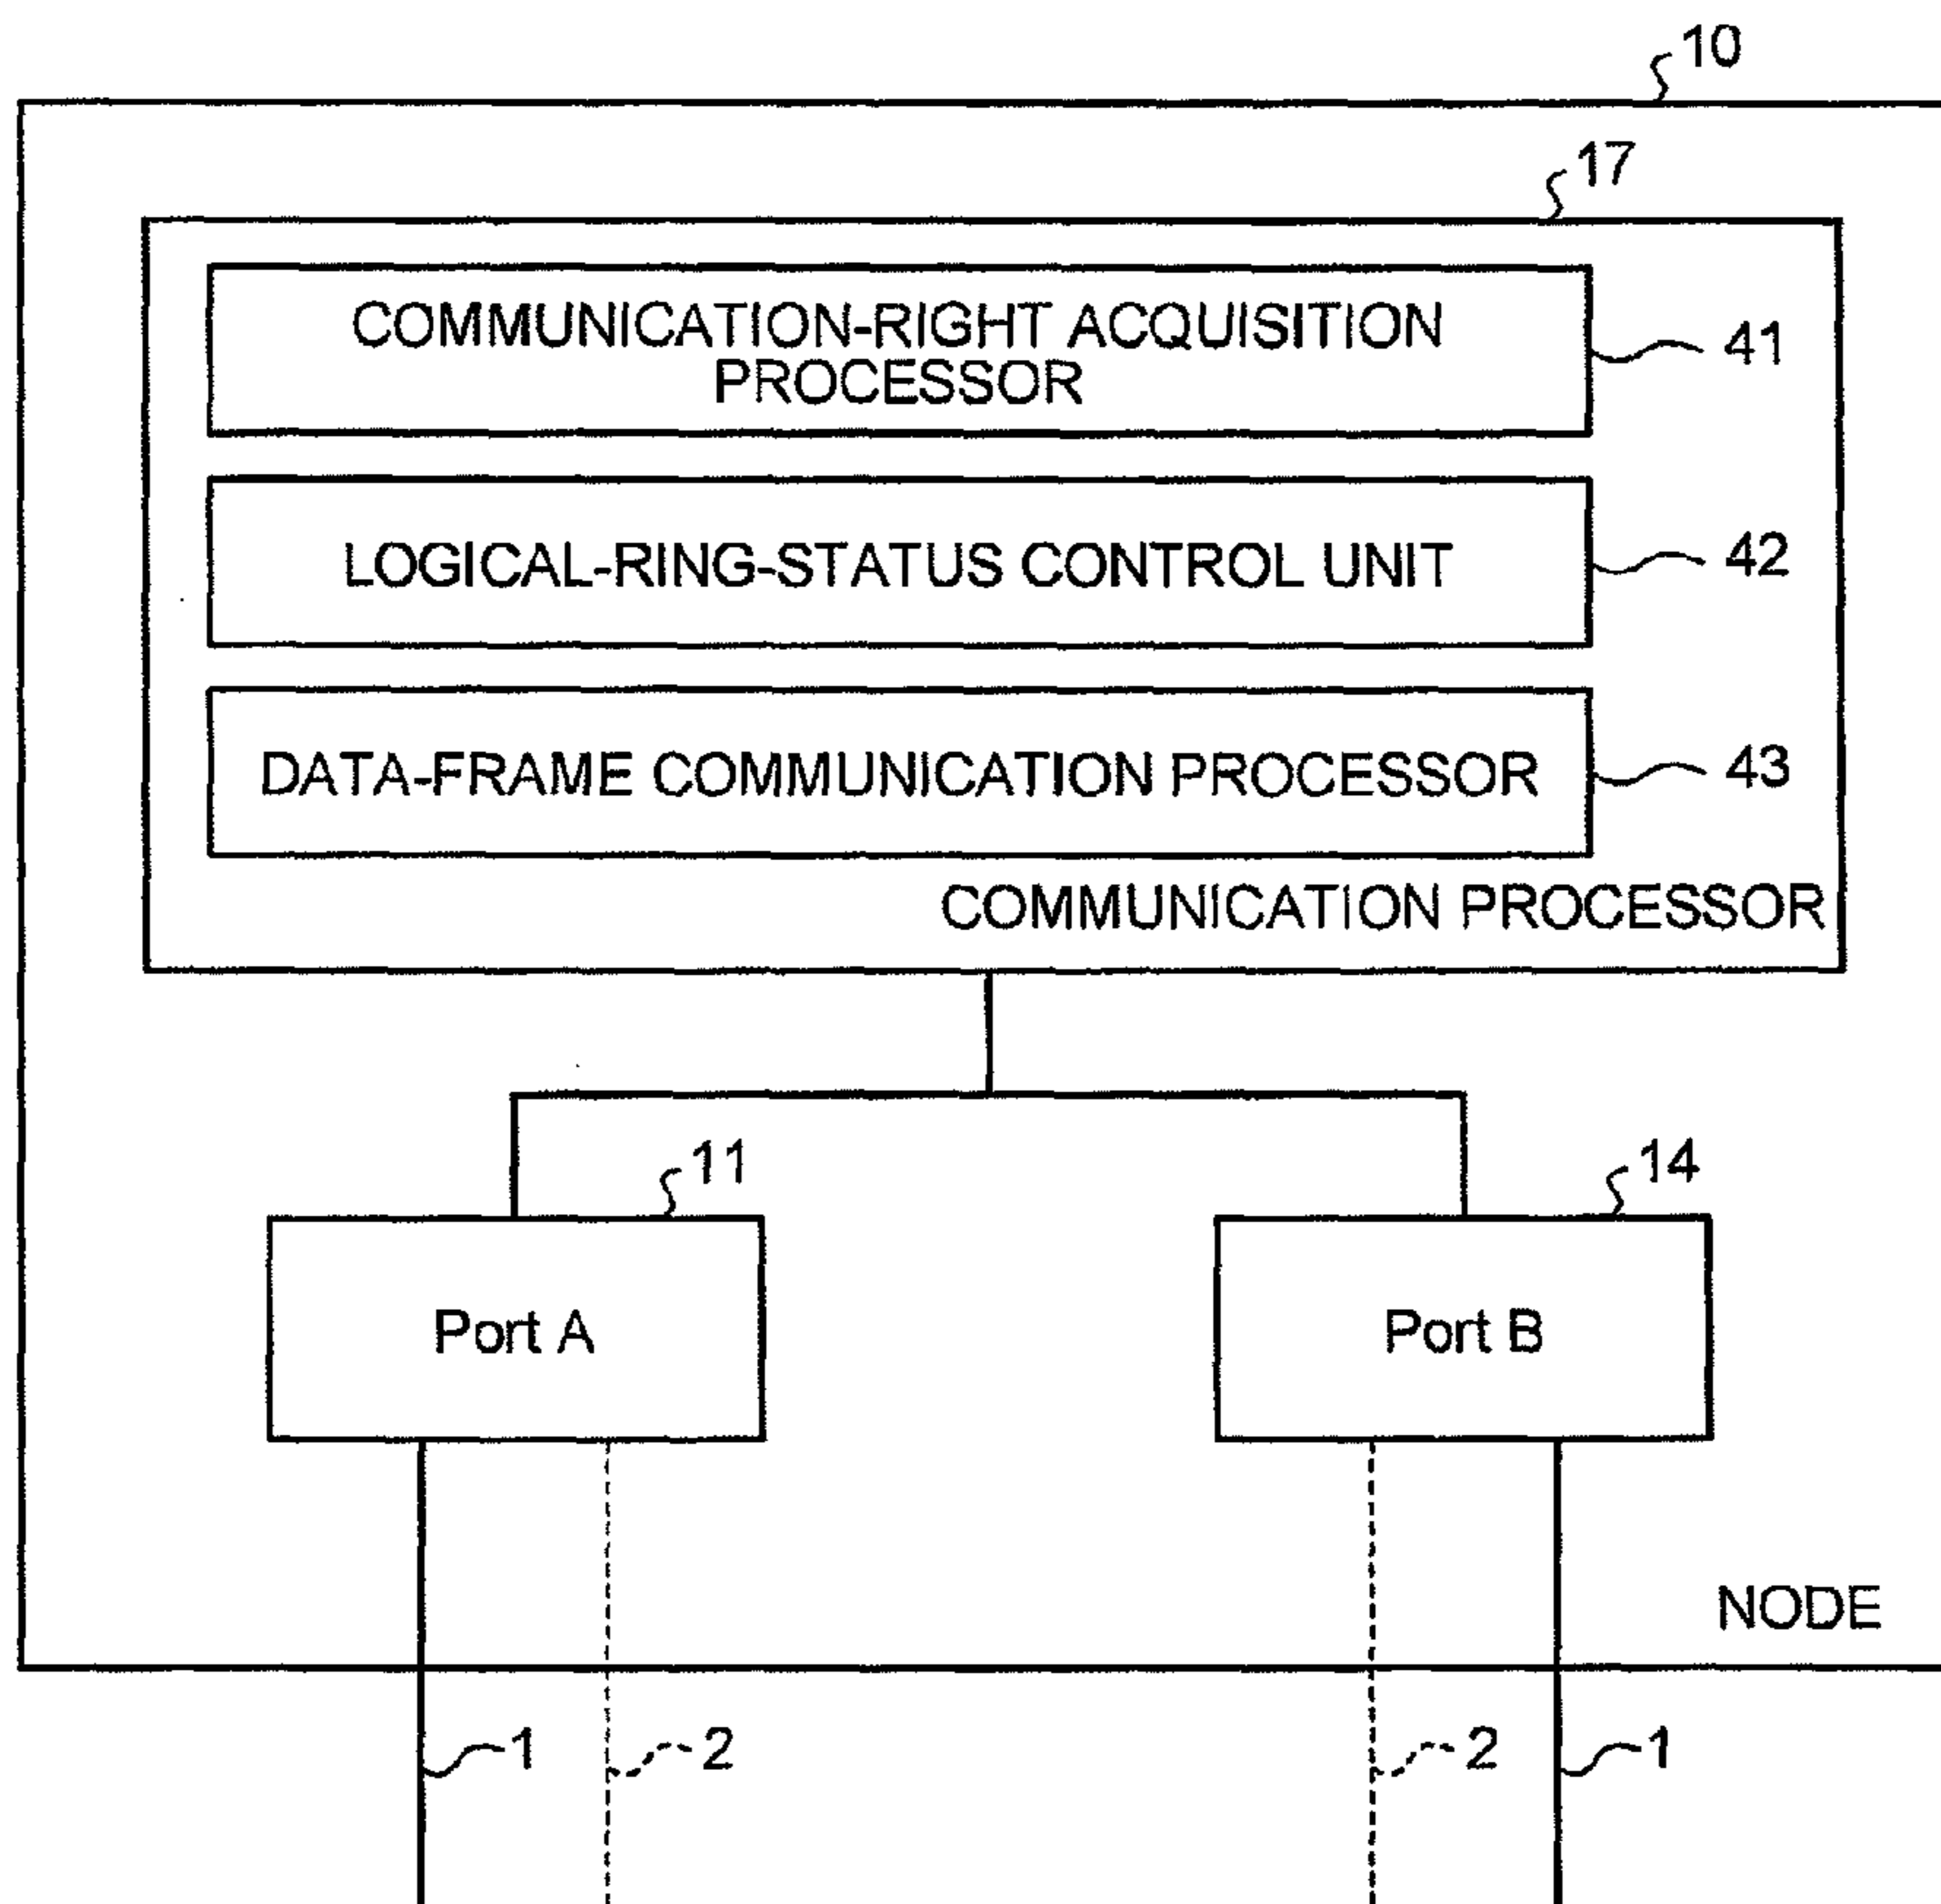 10
17
COMMUNICATION-RIGHT ACQUISITION
PROCESSOR
41
LOGICAL-RING-STATUS CONTROL UNIT
42
DATA-FRAME COMMUNICATION PROCESSOR
43
COMMUNICATION PROCESSOR
11
14
Port A
Port B
NODE
1
2
2
1